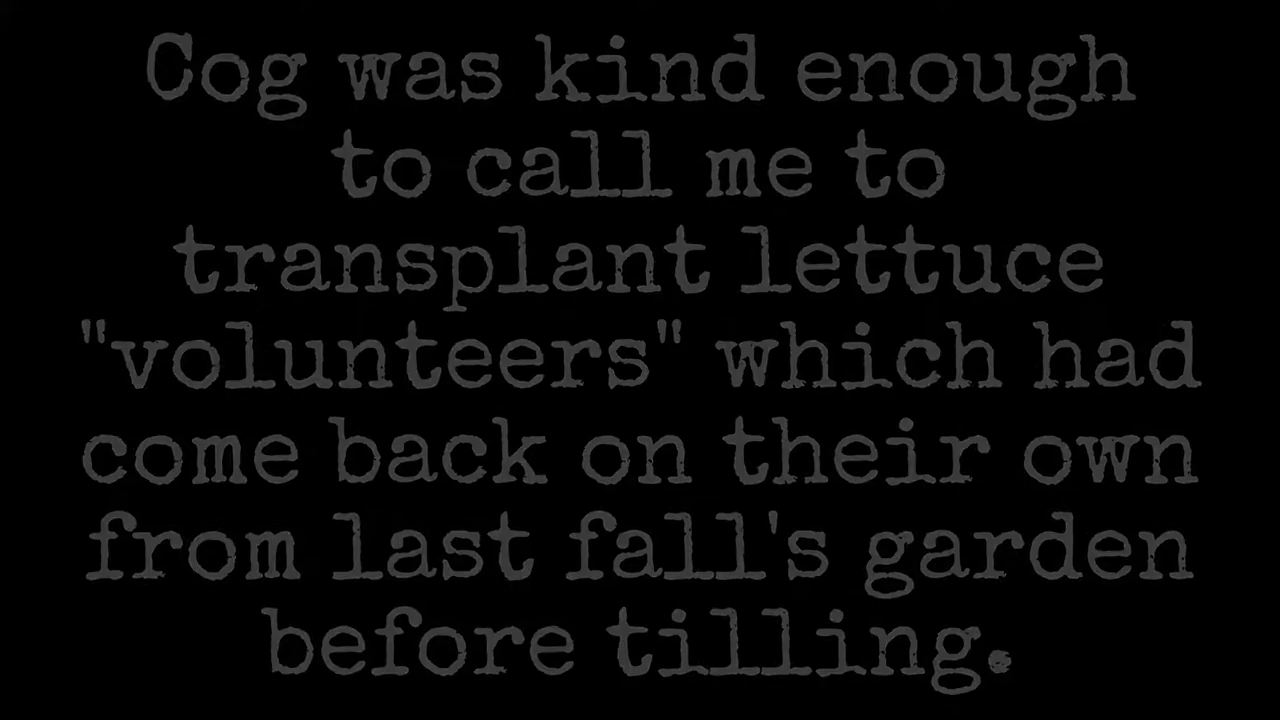 Cog was kind enough
to call me to
transplant lettuce
"volunteers" which had
come back on their own
from last fall's garden
before tilling.